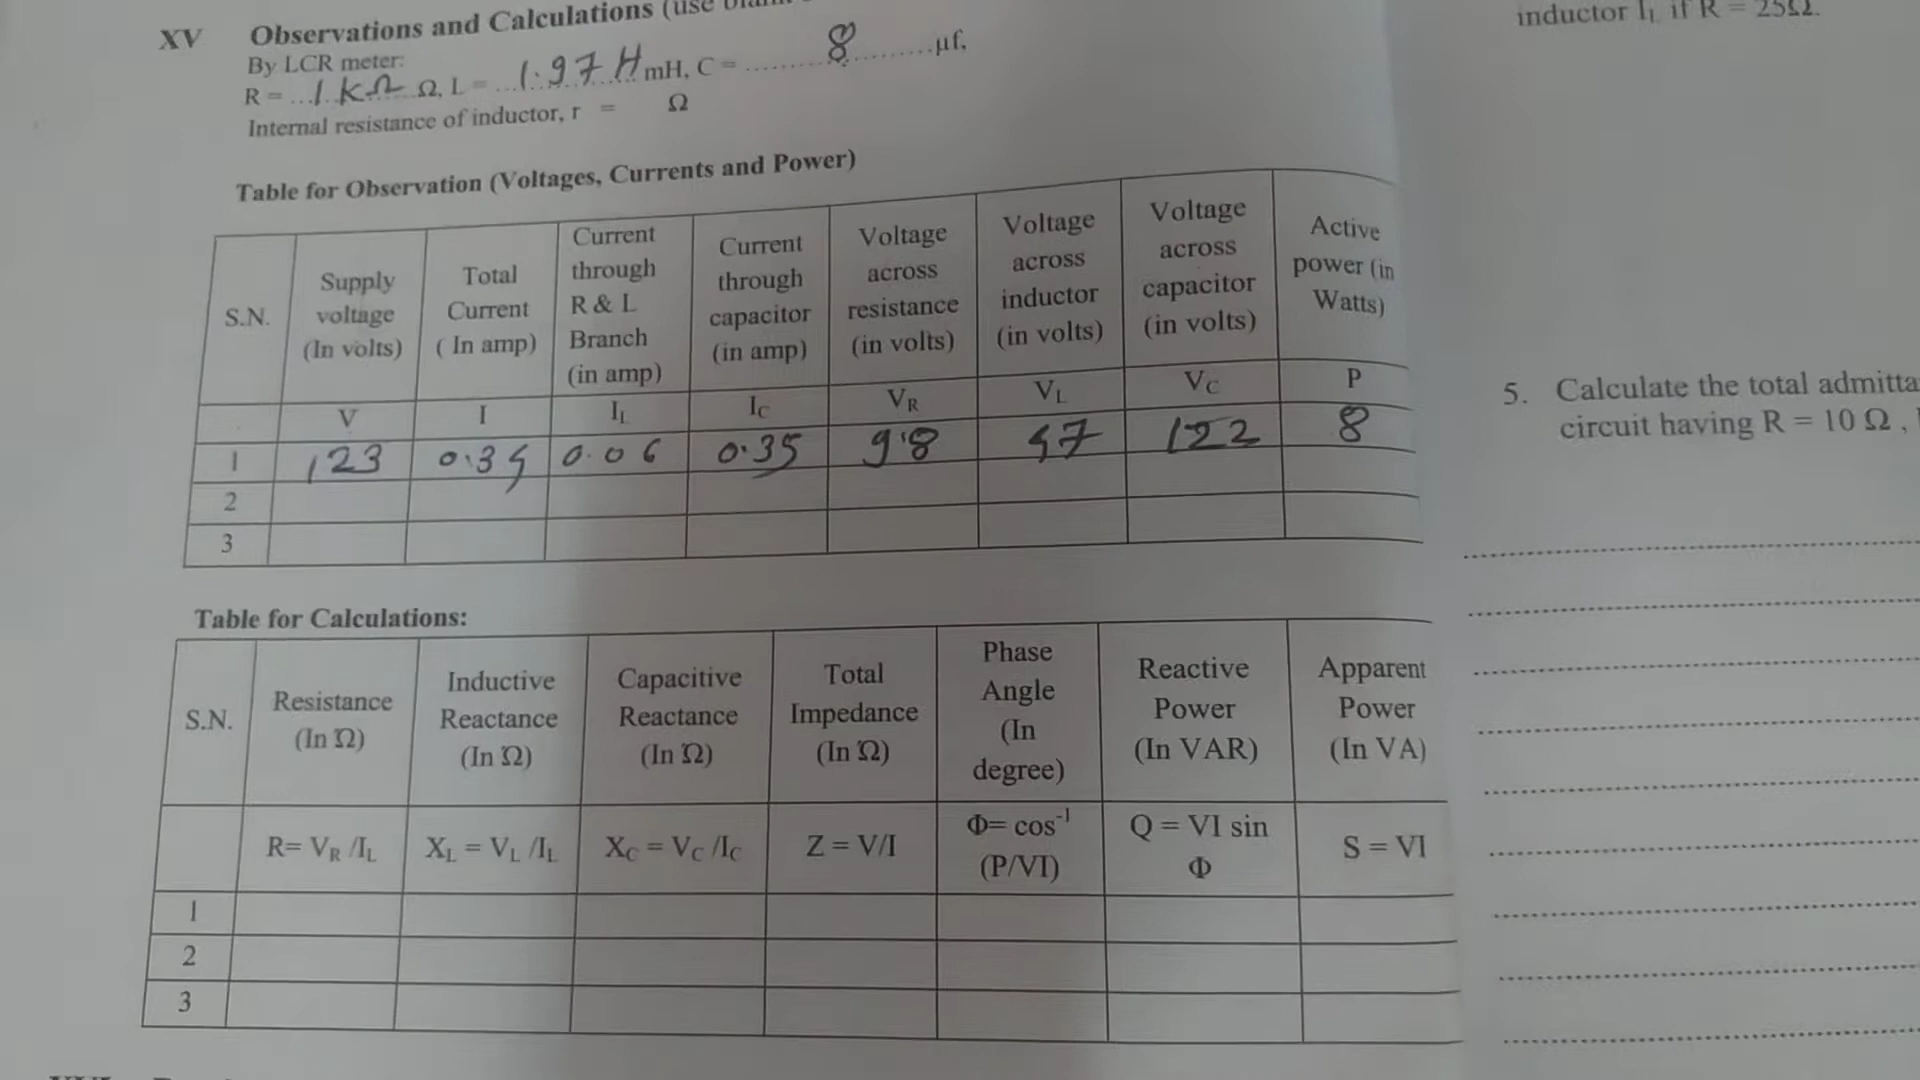 XV Observations and Calculations (use
By LCR meter:
R = ...1 kΩ Ω, L = ...1.97 H mH, C = ........8.........μf,
Internal resistance of inductor, r = Ω
Table for Observation (Voltages, Currents and Power)
S.N. Supply voltage (In volts) Total Current ( In amp) Current through R & L Branch (in amp) Current through capacitor (in amp) Voltage across resistance (in volts) Voltage across inductor (in volts) Voltage across capacitor (in volts) Active power (in Watts)
V I IL IC VR VL VC P
1 123 0.34 0.06 0.35 98 47 122 8
2
3
Table for Calculations:
S.N. Resistance (In Ω) Inductive Reactance (In Ω) Capacitive Reactance (In Ω) Total Impedance (In Ω) Phase Angle (In degree) Reactive Power (In VAR) Apparent Power (In VA)
R= VR /IL XL = VL /IL XC = VC /IC Z = V/I Φ= cos-1 (P/VI) Q = VI sin Φ S = VI
1
2
3
inductor IL if R = 25Ω.
5. Calculate the total
circuit having R = 10 Ω ,